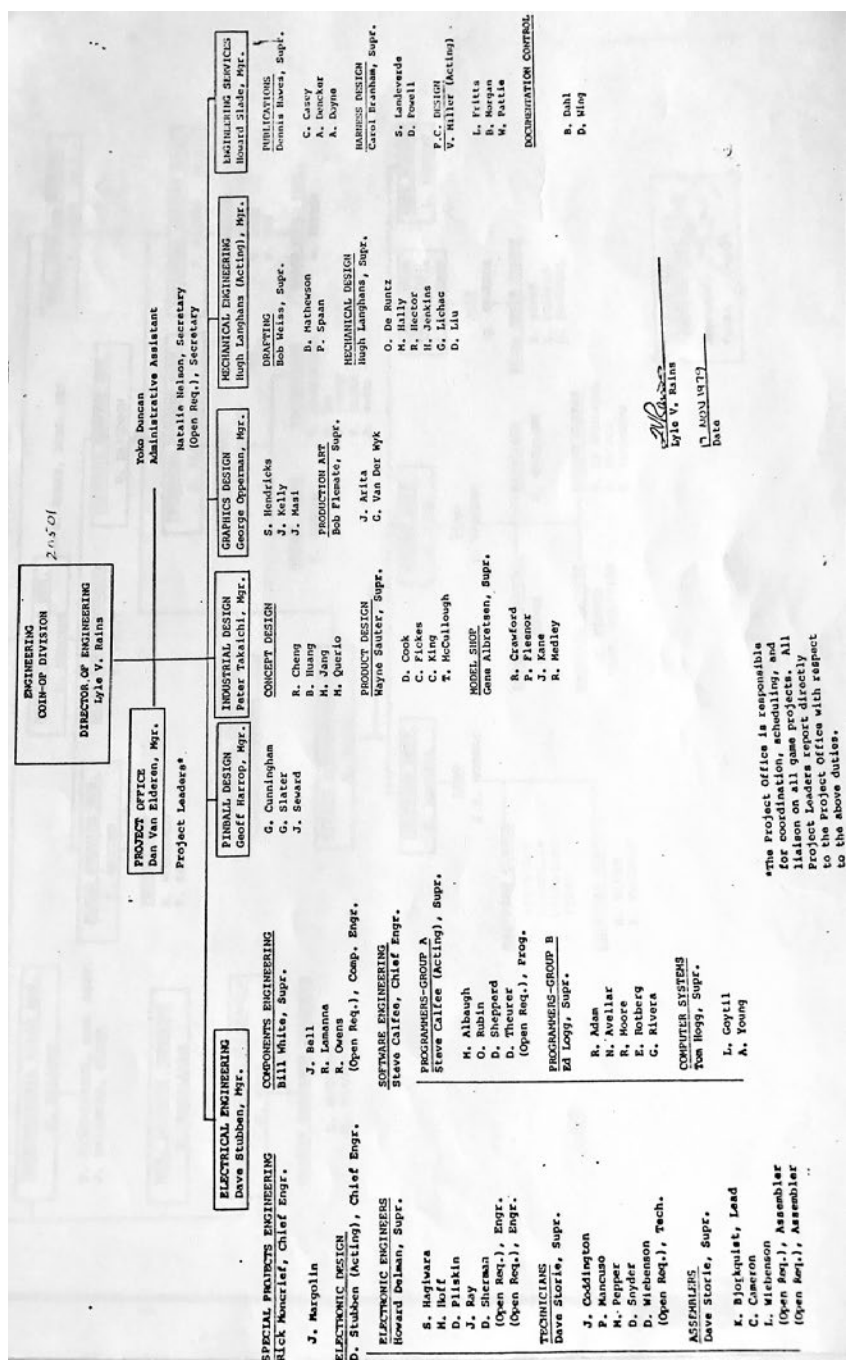 20501
ENGINEERING
COIN-OP DIVISION
DIRECTOR OF ENGINEERING
Lyle V. Rains
PROJECT OFFICE
Dan Van Elderen, Mgr.
Project Leaders*
Yoko Duncan
Administrative Assistant
Natalie Nelson, Secretary
(Open Req.), Secretary
ELECTRICAL ENGINEERING
Dave Stubben, Mgr.
SPECIAL PROJECTS ENGINEERING
Rick Moncrief, Chief Engr.
J. Margolin
ELECTRONIC DESIGN
D. Stubben (Acting), Chief Engr.
ELECTRONIC ENGINEERS
Howard Delman, Supr.
S. Hagiwara
M. Hoff
D. Pliskin
J. Ray
D. Sherman
(Open Req.), Engr.
(Open Req.), Engr.
TECHNICIANS
Dave Storie, Supr.
J. Coddington
P. Mancuso
M. Pepper
D. Snyder
D. Wiebenson
(Open Req.), Tech.
ASSEMBLERS
Dave Storie, Supr.
K. Bjorkquist, Lead
C. Cameron
L. Wiebenson
(Open Req.), Assembler
(Open Req.), Assembler
COMPONENTS ENGINEERING
Bill White, Supr.
J. Bell
R. Lamanna
R. Owens
(Open Req.), Comp. Engr.
SOFTWARE ENGINEERING
Steve Calfee, Chief Engr.
PROGRAMMERS-GROUP A
Steve Calfee (Acting), Supr.
M. Albaugh
O. Rubin
D. Sheppard
D. Theurer
(Open Req.), Prog.
PROGRAMMERS-GROUP B
Ed Logg, Supr.
R. Adam
N. Avellar
R. Moore
E. Rotberg
G. Rivera
COMPUTER SYSTEMS
Tom Hogg, Supr.
L. Goytil
A. Young
PINBALL DESIGN
Geoff Harrop, Mgr.
G. Cunningham
G. Slater
J. Seward
INDUSTRIAL DESIGN
Peter Takaichi, Mgr.
CONCEPT DESIGN
R. Cheng
B. Huang
M. Jang
M. Querio
PRODUCT DESIGN
Wayne Sauter, Supr.
D. Cook
C. Fickes
C. King
T. McCullough
MODEL SHOP
Gene Albretsen, Supr.
R. Crawford
P. Fleenor
J. Kane
R. Medley
GRAPHICS DESIGN
George Opperman, Mgr.
S. Hendricks
J. Kelly
J. Masi
PRODUCTION ART
Bob Flemate, Supr.
J. Arita
G. Van Der Wyk
MECHANICAL ENGINEERING
Hugh Langhans (Acting), Mgr.
DRAFTING
Bob Weiss, Supr.
B. Mathewson
P. Spaan
MECHANICAL DESIGN
Hugh Langhans, Supr.
O. De Runtz
M. Hally
R. Hector
H. Jenkins
G. Lichac
D. Liu
ENGINEERING SERVICES
Howard Slade, Mgr.
PUBLICATIONS
Dennis Hawes, Supr.
C. Casey
A. Dencker
A. Doyne
HARNESS DESIGN
Carol Branham, Supr.
S. Landeverde
D. Powell
P.C. DESIGN
V. Miller (Acting)
L. Fritts
B. Morgan
W. Pattie
DOCUMENTATION CONTROL
B. Dahl
D. Wing
Lyle V. Rains
17 NOV 1979
Date
*The Project Office is responsible
for coordination, scheduling, and
liaison on all game projects. All
Project Leaders report directly
to the Project Office with respect
to the above duties.